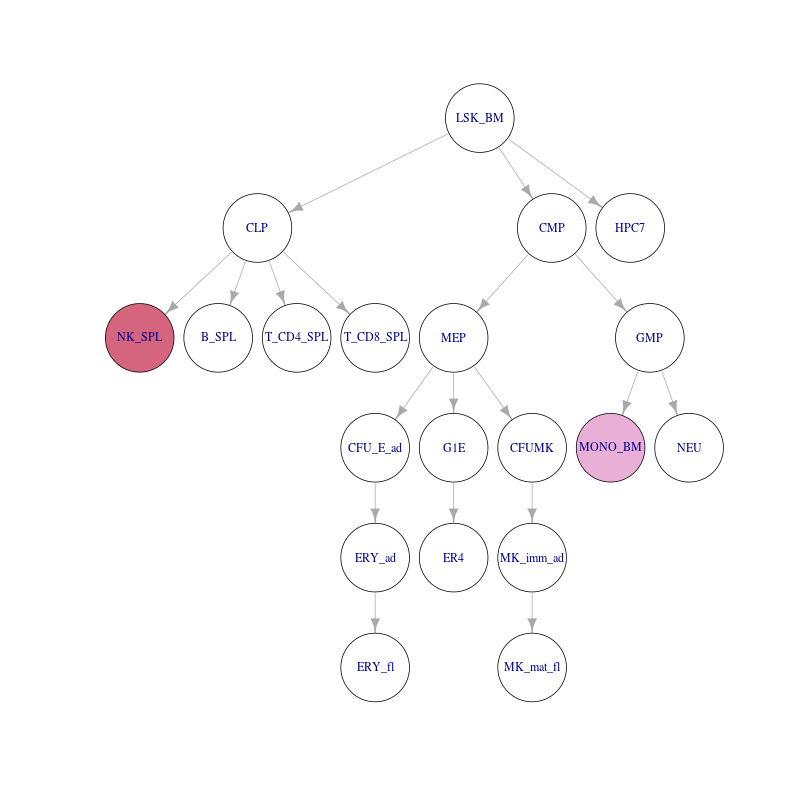 LSK_BM
CLP
CMP
HPC7
NK_SPL
B_SPL
T_CD4_SPL
T_CD8_SPL
MEP
GMP
CFU_E_ad
G1E
CFUMK
MONO_BM
NEU
ERY_ad
ER4
MK_imm_ad
ERY_fl
MK_mat_fl